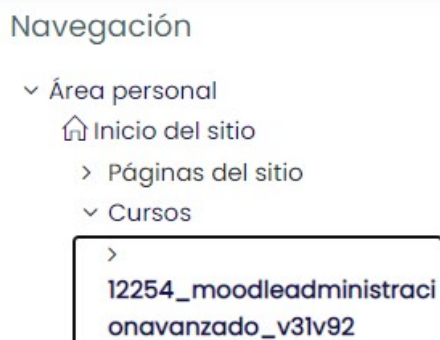 Navegación
Área personal
Inicio del sitio
Páginas del sitio
Cursos
12254_moodleadministraci
onavanzado_v31v92